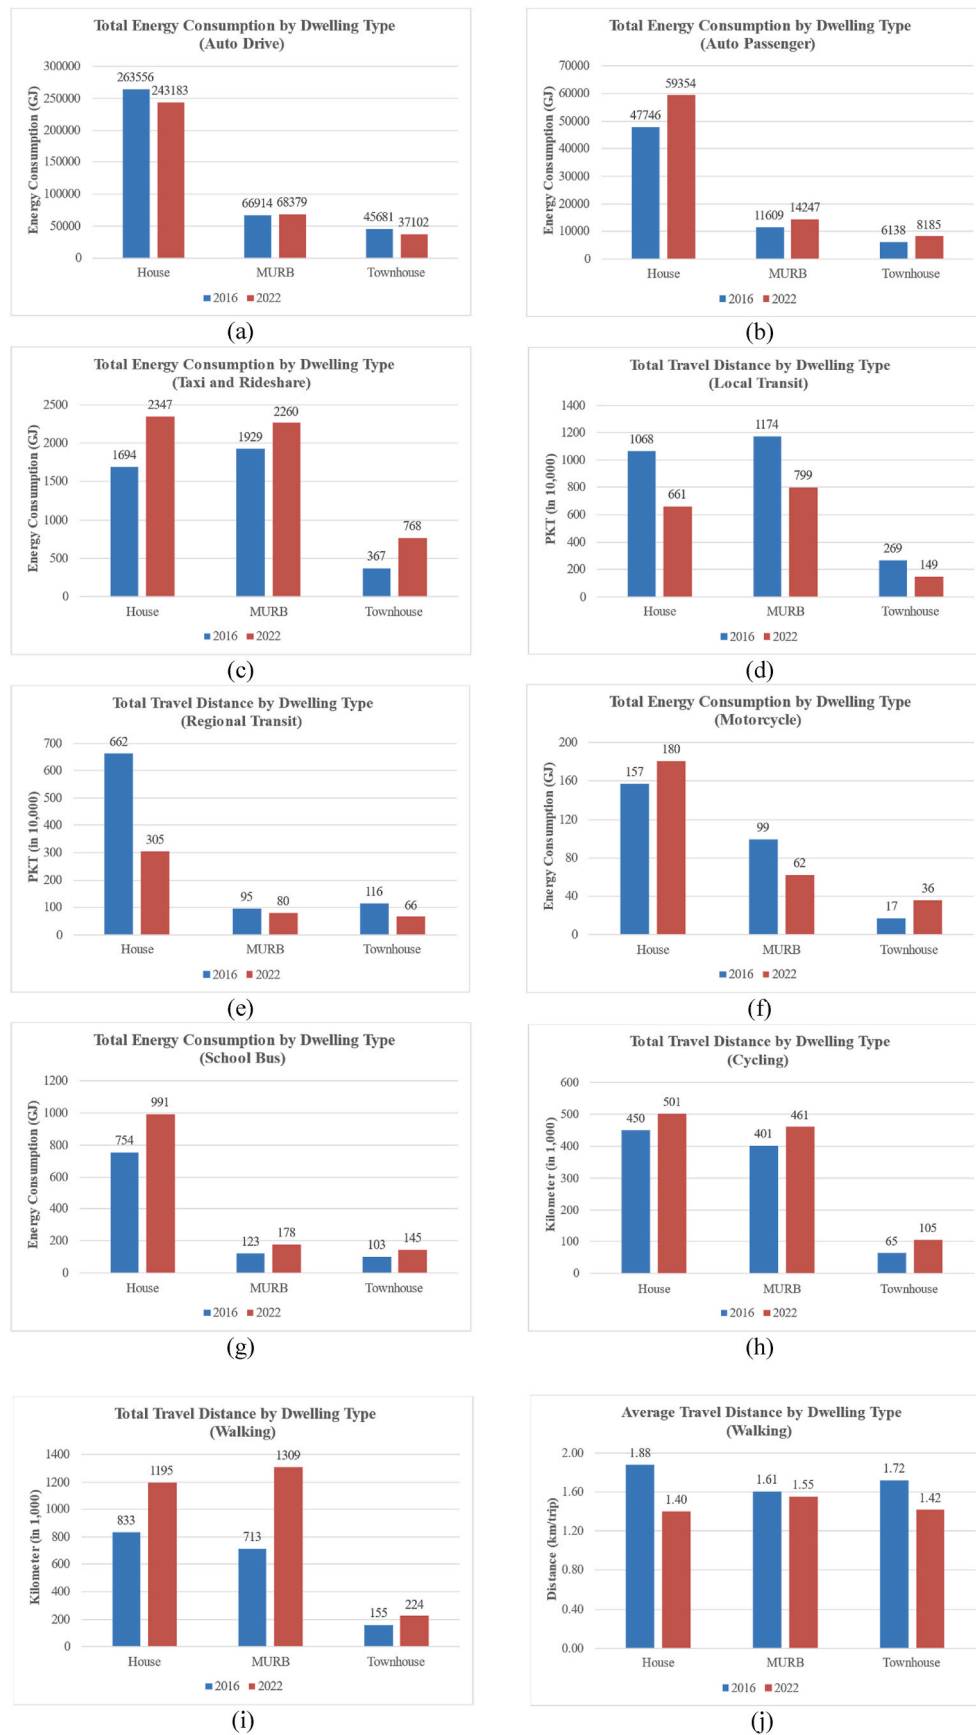 Total Energy Consumption by Dwelling Type
(Auto Drive)
Energy Consumption (GJ)
300000
250000
200000
150000
100000
50000
0
263556
243183
66914
68379
45681
37102
House
MURB
Townhouse
2016
2022
(a)
Total Energy Consumption by Dwelling Type
(Auto Passenger)
Energy Consumption (GJ)
70000
60000
50000
40000
30000
20000
10000
0
47746
59354
11609
14247
6138
8185
House
MURB
Townhouse
2016
2022
(b)
Total Energy Consumption by Dwelling Type
(Taxi and Rideshare)
Energy Consumption (GJ)
2500
2000
1500
1000
500
0
1694
2347
1929
2260
367
768
House
MURB
Townhouse
2016
2022
(c)
Total Travel Distance by Dwelling Type
(Local Transit)
PKT (in 10,000)
1400
1200
1000
800
600
400
200
0
1068
661
1174
799
269
149
House
MURB
Townhouse
2016
2022
(d)
Total Travel Distance by Dwelling Type
(Regional Transit)
PKT (in 10,000)
700
600
500
400
300
200
100
0
662
305
95
80
116
66
House
MURB
Townhouse
2016
2022
(e)
Total Energy Consumption by Dwelling Type
(Motorcycle)
Energy Consumption (GJ)
200
160
120
80
40
0
157
180
99
62
17
36
House
MURB
Townhouse
2016
2022
(f)
Total Energy Consumption by Dwelling Type
(School Bus)
Energy Consumption (GJ)
1200
1000
800
600
400
200
0
754
991
123
178
103
145
House
MURB
Townhouse
2016
2022
(g)
Total Travel Distance by Dwelling Type
(Cycling)
Kilometer (in 1,000)
600
500
400
300
200
100
0
450
501
401
461
65
105
House
MURB
Townhouse
2016
2022
(h)
Total Travel Distance by Dwelling Type
(Walking)
Kilometer (in 1,000)
1400
1200
1000
800
600
400
200
0
833
1195
713
1309
155
224
House
MURB
Townhouse
2016
2022
(i)
Average Travel Distance by Dwelling Type
(Walking)
Distance (km/trip)
2.00
1.60
1.20
0.80
0.40
0.00
1.88
1.40
1.61
1.55
1.72
1.42
House
MURB
Townhouse
2016
2022
(j)